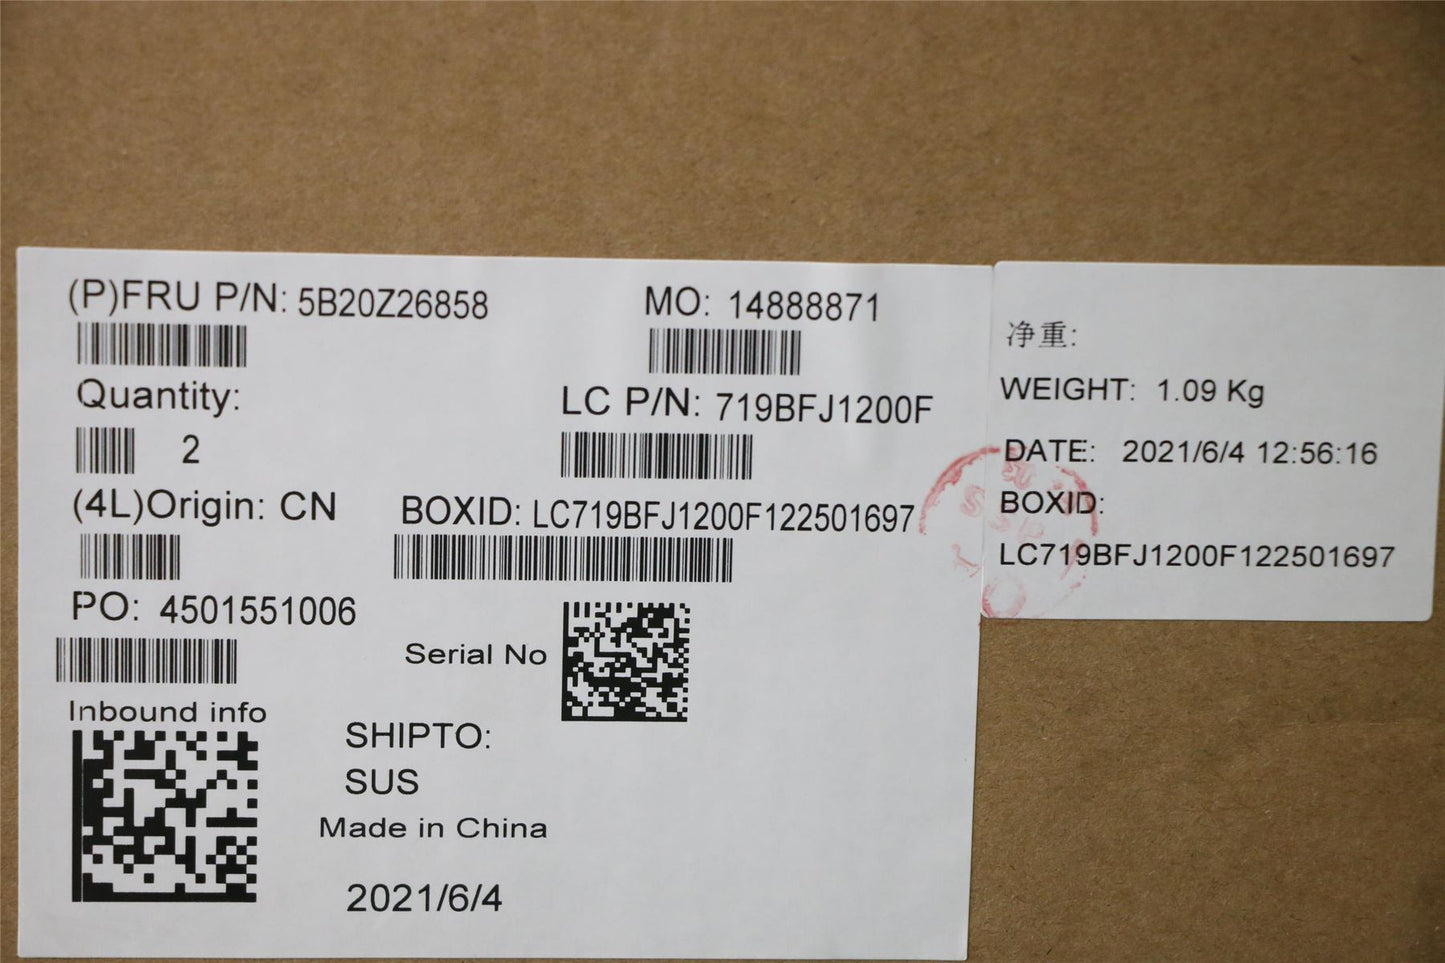 (P)FRU P/N: 5B20Z26858
MO: 14888871
Quantity:
2
LC P/N: 719BFJ1200F
(4L)Origin: CN
BOXID: LC719BFJ1200F122501697
PO: 4501551006
Serial No
Inbound info
SHIPTO:
SUS
Made in China
2021/6/4
净重:
WEIGHT: 1.09 Kg
DATE: 2021/6/4 12:56:16
BOXID:
LC719BFJ1200F122501697